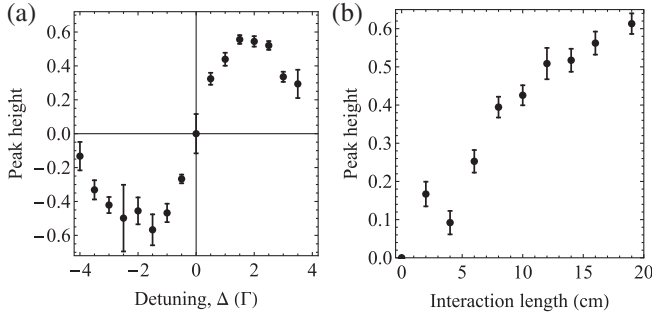 (a)
Peak height
0.6
0.4
0.2
0.0
−0.2
−0.4
−0.6
−4 −2 0 2 4
Detuning, Δ (Γ)
(b)
Peak height
0.6
0.5
0.4
0.3
0.2
0.1
0.0
0 5 10 15 20
Interaction length (cm)